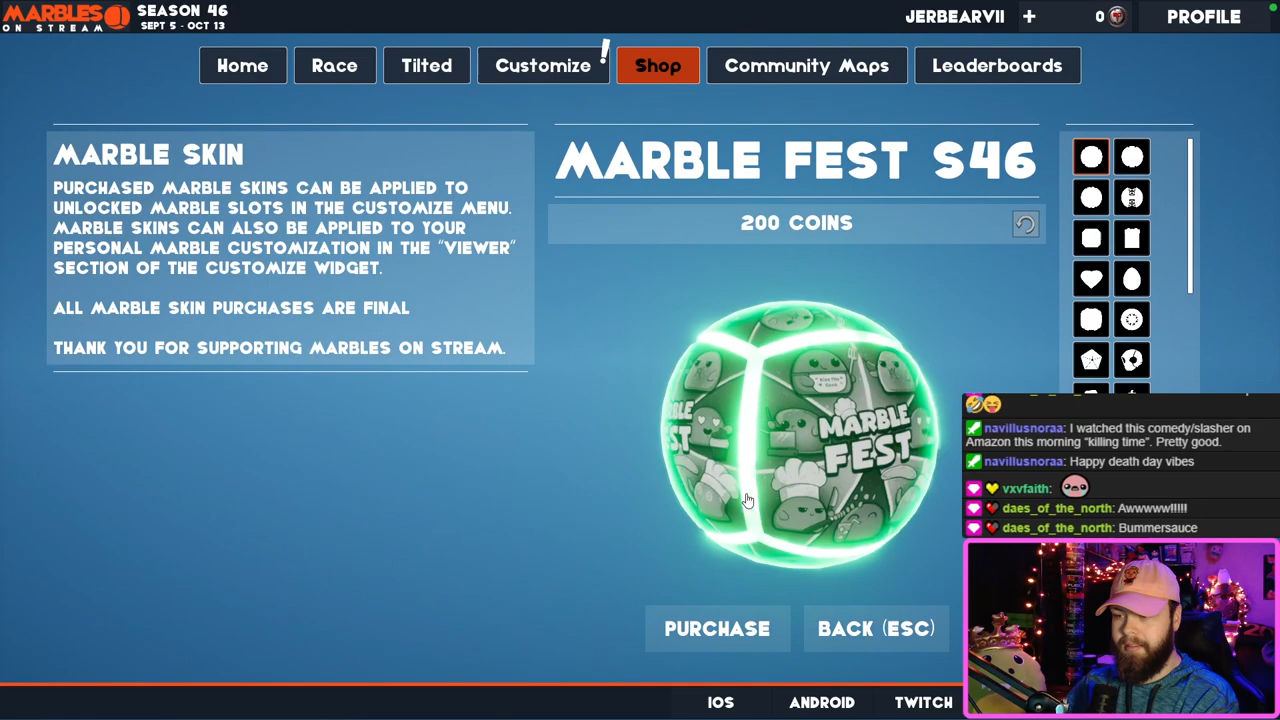 MARBLES
ON STREAM
SEASON 46
SEPT 5 - OCT 13
JERBEARVII
+
0
PROFILE
Home
Race
Tilted
Customize
!
Shop
Community Maps
Leaderboards
MARBLE SKIN
PURCHASED MARBLE SKINS CAN BE APPLIED TO
UNLOCKED MARBLE SLOTS IN THE CUSTOMIZE MENU.
MARBLE SKINS CAN ALSO BE APPLIED TO YOUR
PERSONAL MARBLE CUSTOMIZATION IN THE "VIEWER"
SECTION OF THE CUSTOMIZE WIDGET.
ALL MARBLE SKIN PURCHASES ARE FINAL
THANK YOU FOR SUPPORTING MARBLES ON STREAM.
MARBLE FEST S46
200 COINS
MARBLE
FEST
PURCHASE
BACK (ESC)
navillusnoraa: I watched this comedy/slasher on
Amazon this morning “killing time”. Pretty good.
navillusnoraa: Happy death day vibes
vxvfaith:
daes_of_the_north: Awwwww!!!!!
daes_of_the_north: Bummersauce
IOS
ANDROID
TWITCH